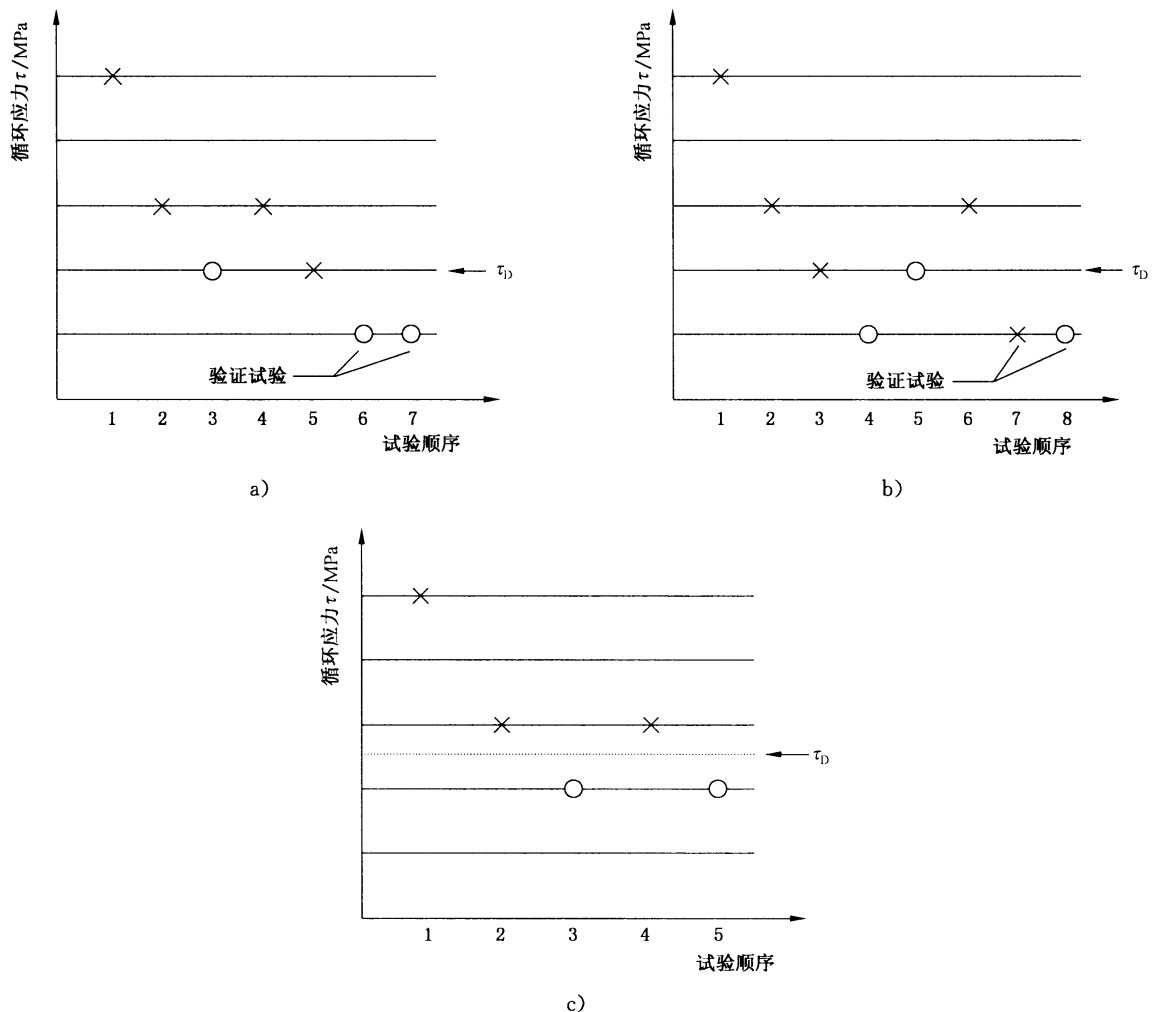 循环应力τ/MPa
τD
验证试验
1 2 3 4 5 6 7
试验顺序
a）
循环应力τ/MPa
τD
验证试验
1 2 3 4 5 6 7 8
试验顺序
b）
循环应力τ/MPa
τD
1 2 3 4 5
试验顺序
c）